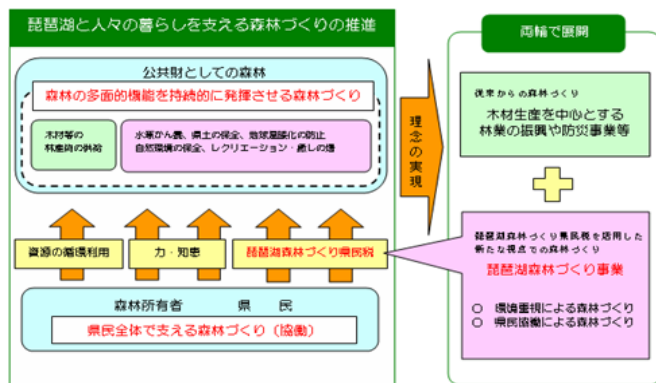 琵琶湖と人々の暮らしを支える森林づくりの推進
公共財としての森林
森林の多面的機能を持続的に発揮させる森林づくり
木材等の
林産物の供給
水源かん養、県土の保全、地球温暖化の防止
自然環境の保全、レクリエーション・癒しの場
資源の循環利用
力・知恵
琵琶湖森林づくり県民税
森林所有者 県 民
県民全体で支える森林づくり（協働）
理念の実現
両輪で展開
従来からの森林づくり
木材生産を中心とする
林業の振興や防災事業等
琵琶湖森林づくり県民税を活用した
新たな視点での森林づくり
琵琶湖森林づくり事業
○ 環境重視による森林づくり
○ 県民協働による森林づくり